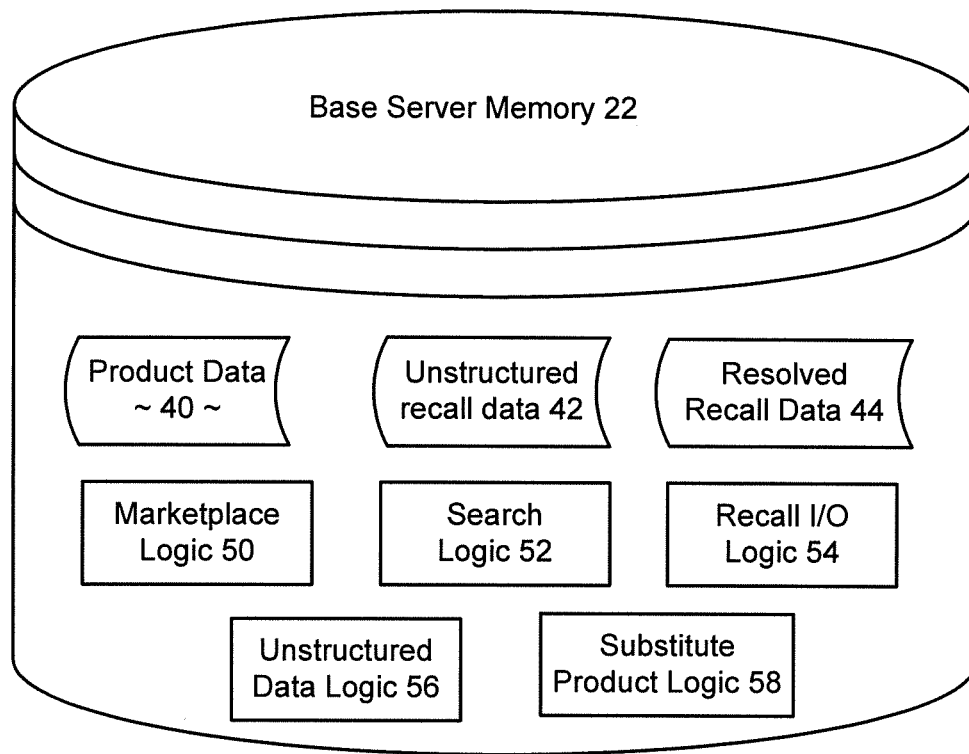 Base Server Memory 22
Product Data
~ 40 ~
Unstructured
recall data 42
Resolved
Recall Data 44
Marketplace
Logic 50
Search
Logic 52
Recall I/O
Logic 54
Unstructured
Data Logic 56
Substitute
Product Logic 58